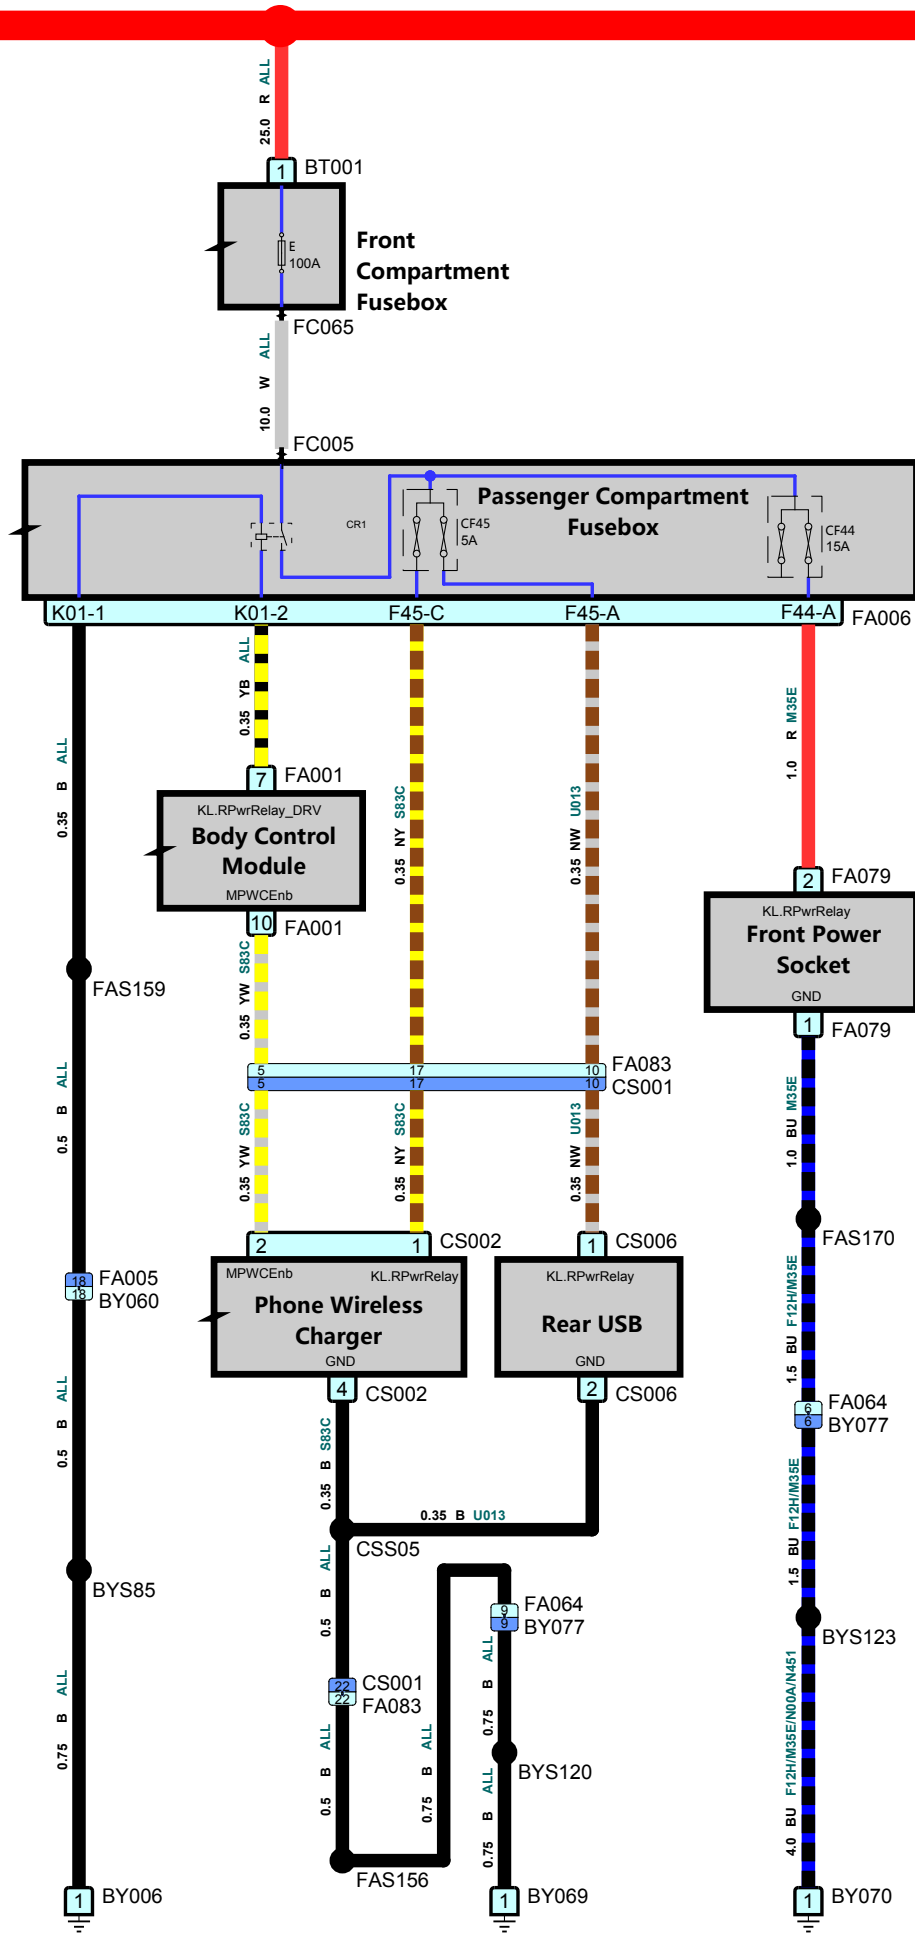 25.0 R ALL
1 BT001
E
100A
Front
Compartment
Fusebox
FC065
10.0 W ALL
FC005
Passenger Compartment
Fusebox
CR1
CF45
5A
CF44
15A
K01-1 K01-2 F45-C F45-A F44-A FA006
0.35 B ALL
0.35 YB ALL
0.35 NY S83C
0.35 NW U013
1.0 R M35E
7 FA001
KL.RPwrRelay_DRV
Body Control
Module
MPWCEnb
10 FA001
2 FA079
KL.RPwrRelay
Front Power
Socket
GND
1 FA079
FAS159
0.35 YW S83C
5 17 10 FA083
5 17 10 CS001
0.5 B ALL
0.35 YW S83C
0.35 NY S83C
0.35 NW U013
1.0 BU M35E
FAS170
2 1 CS002
1 CS006
18 FA005
18 BY060
MPWCEnb KL.RPwrRelay
Phone Wireless
Charger
GND
4 CS002
KL.RPwrRelay
Rear USB
GND
2 CS006
1.5 BU F12H/M35E
6 FA064
6 BY077
0.5 B ALL
0.35 B S83C
0.35 B U013
CSS05
1.5 BU F12H/M35E
BYS85
0.5 B ALL
9 FA064
9 BY077
BYS123
22 CS001
22 FA083
0.75 B ALL
0.75 B ALL
BYS120
0.5 B ALL
0.75 B ALL
0.75 B ALL
4.0 BU F12H/M35E/N00A/N451
FAS156
1 BY006
1 BY069
1 BY070